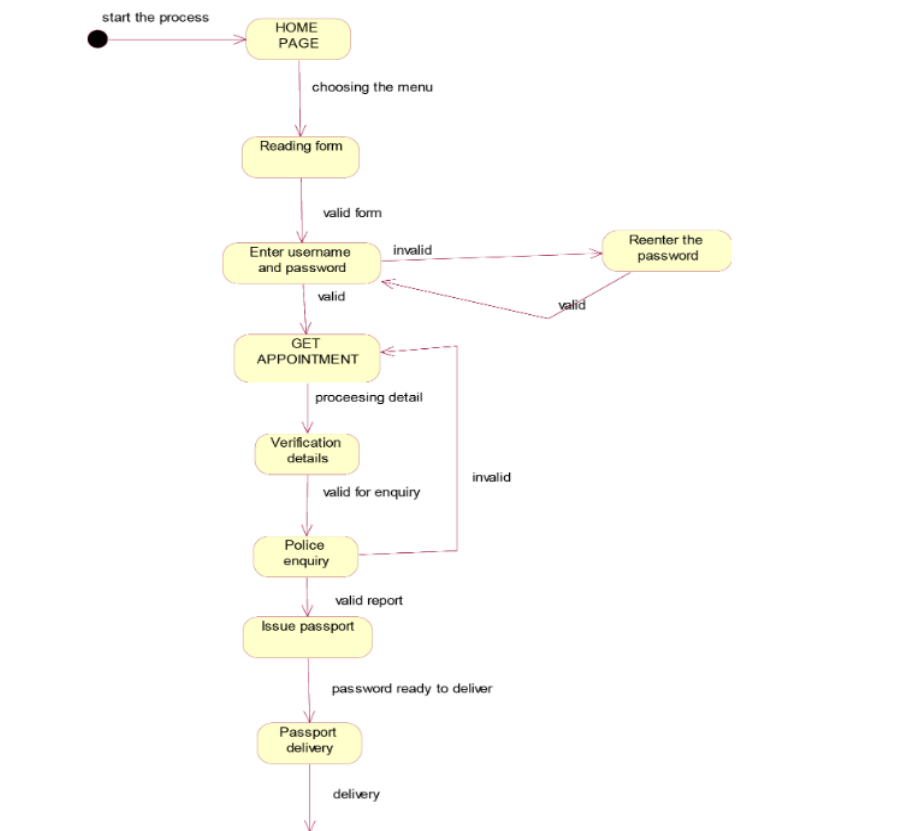 start the process
HOME
PAGE
choosing the menu
Reading form
valid form
Enter username
and password
invalid
Reenter the
password
valid
valid
GET
APPOINTMENT
proceesing detail
Verification
details
valid for enquiry
invalid
Police
enquiry
valid report
Issue passport
password ready to deliver
Passport
delivery
delivery